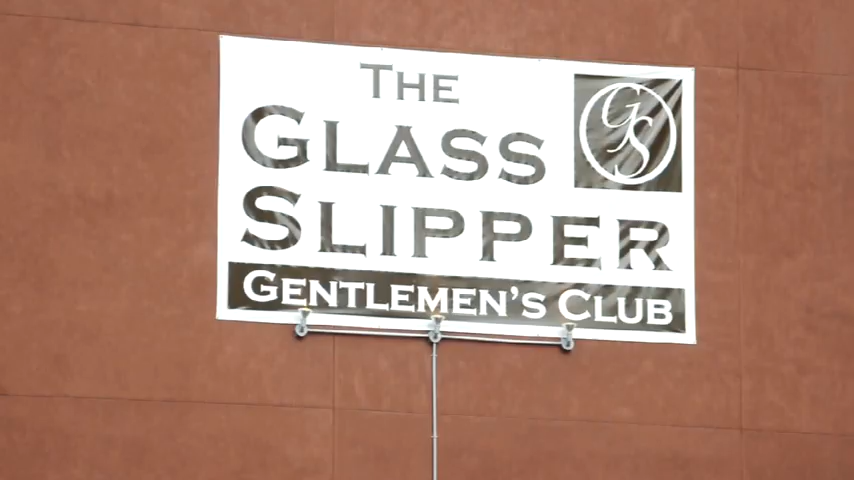 THE
GLASS
SLIPPER
GENTLEMEN'S CLUB
GS